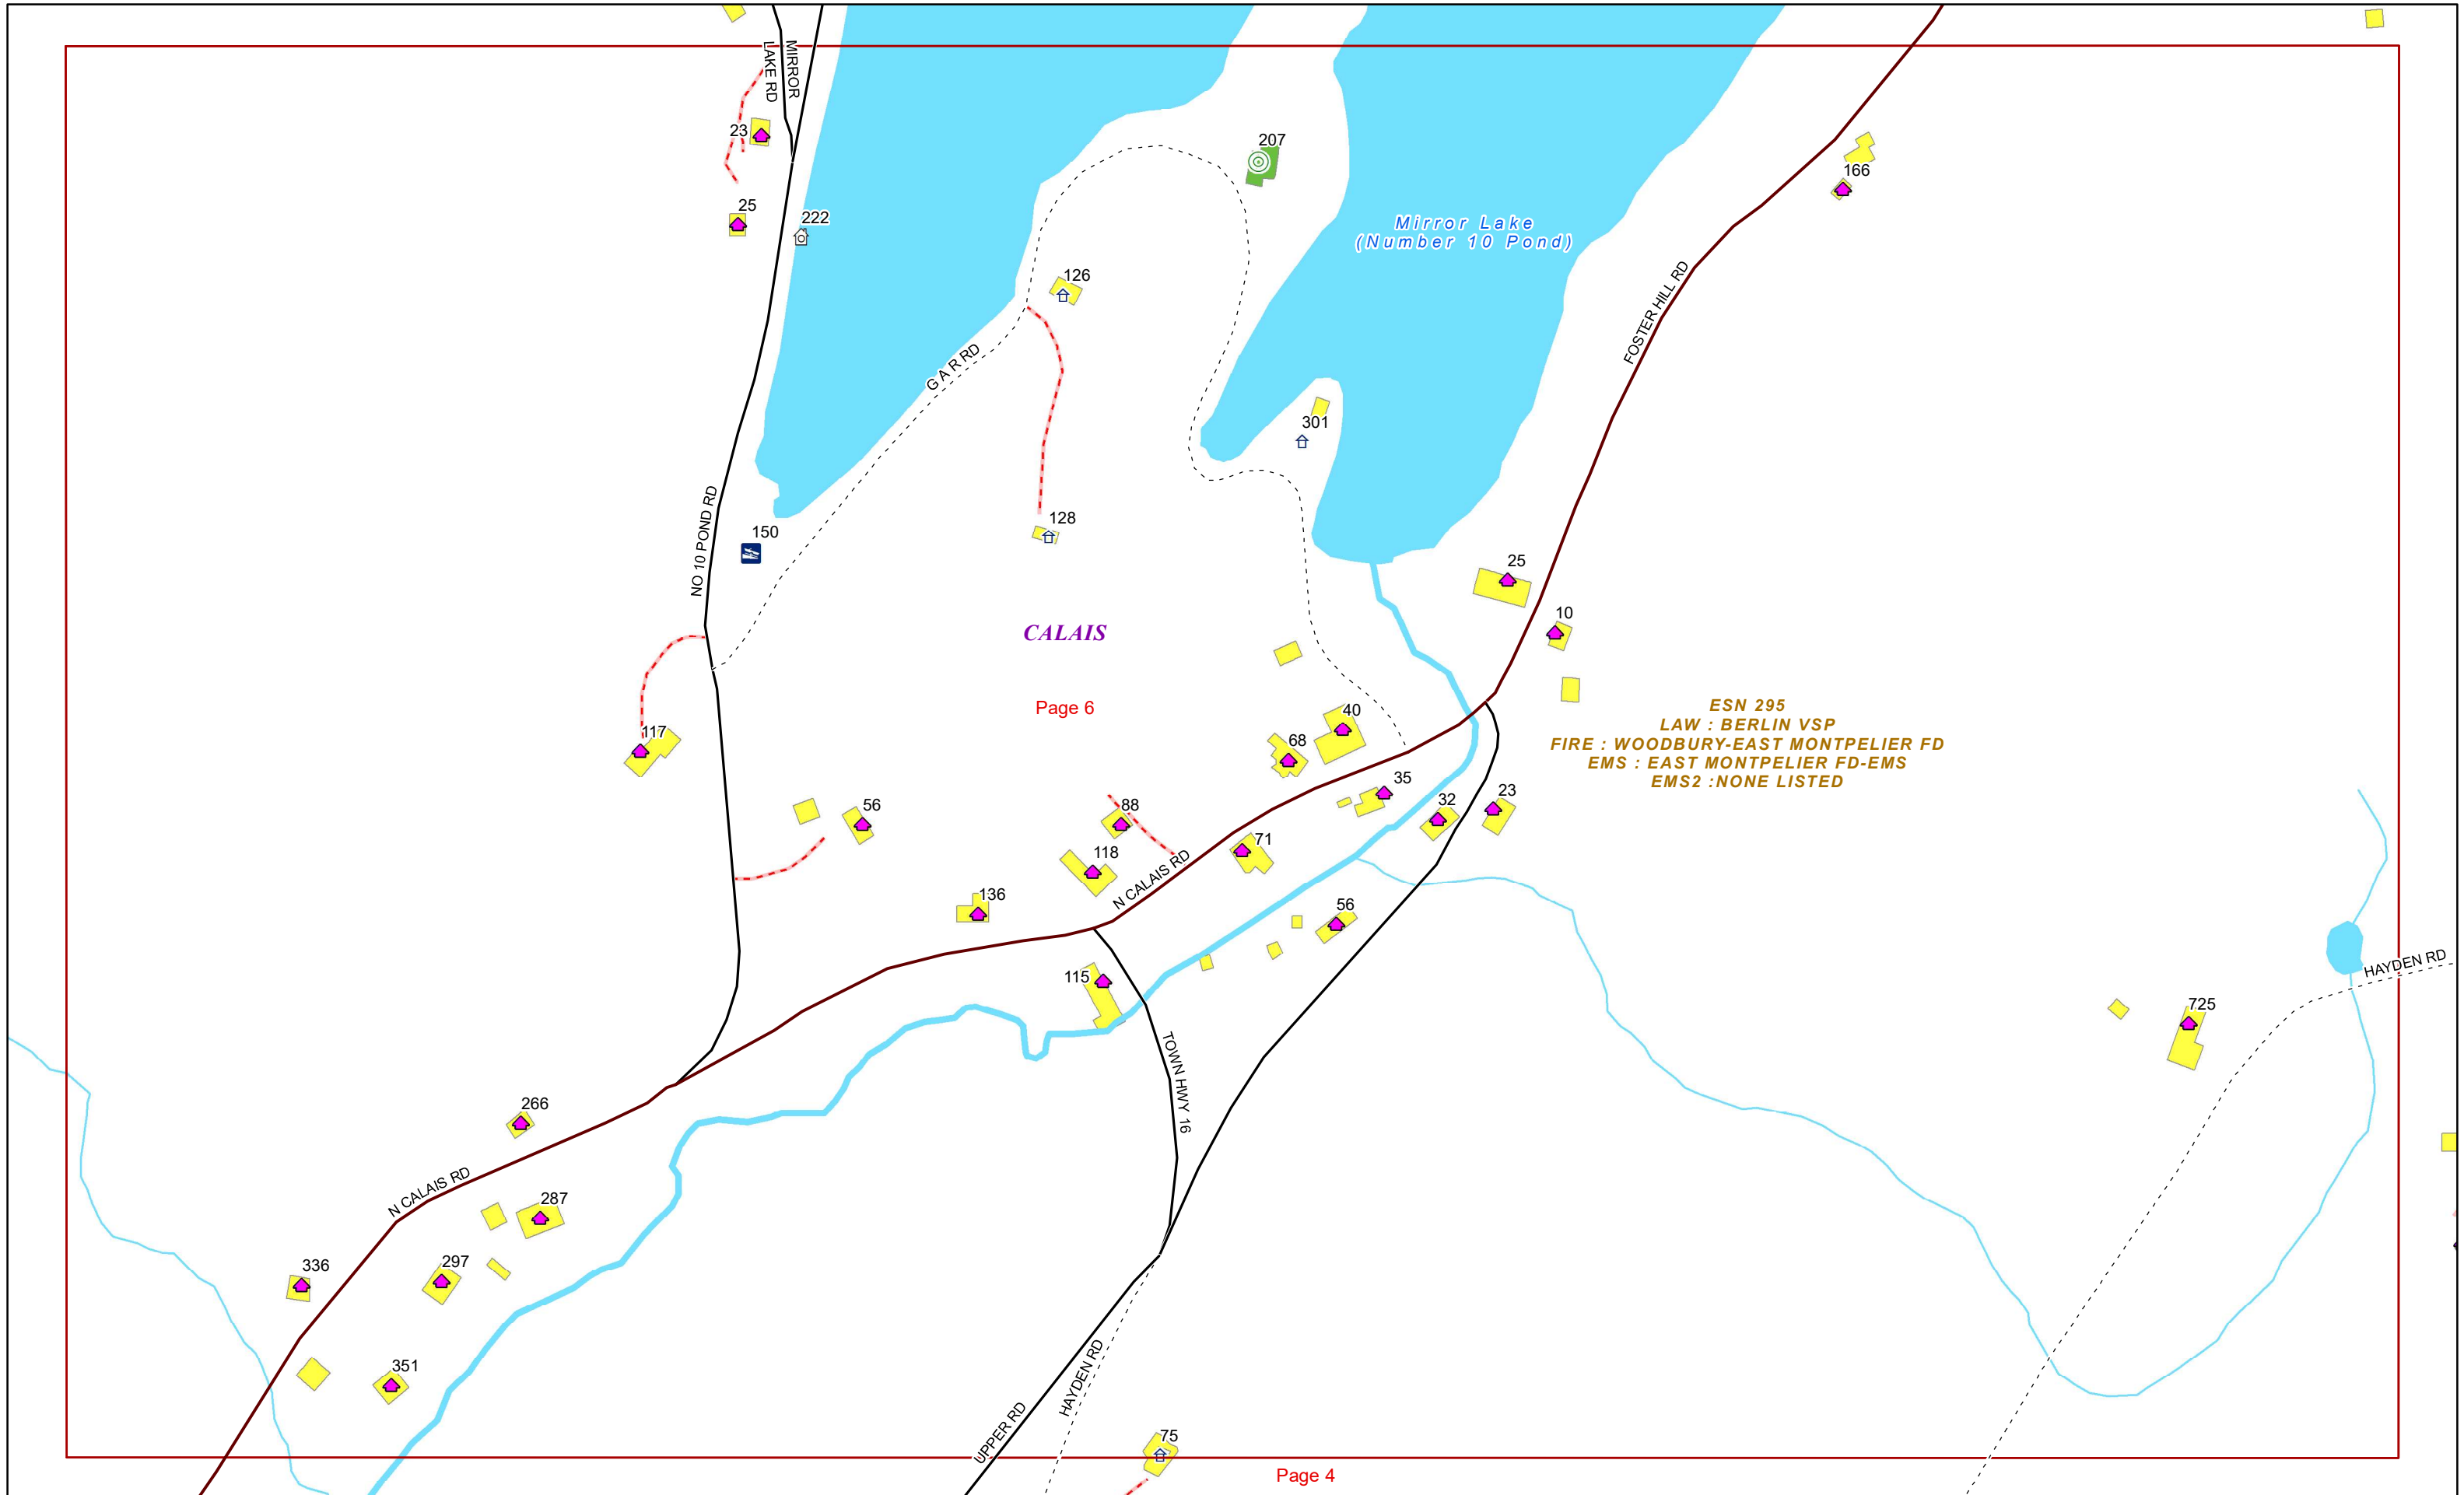 MIRROR
LAKE RD
23
207
166
25
222
Mirror Lake
(Number 10 Pond)
126
FOSTER HILL RD
G A R RD
301
NO 10 POND RD
150
128
25
10
CALAIS
Page 6
ESN 295
LAW : BERLIN VSP
FIRE : WOODBURY-EAST MONTPELIER FD
EMS : EAST MONTPELIER FD-EMS
EMS2 :NONE LISTED
117
40
68
35
56
88
32
23
71
118
N CALAIS RD
136
56
115
HAYDEN RD
725
TOWN HWY 16
266
N CALAIS RD
287
297
336
351
HAYDEN RD
UPPER RD
75
Page 4